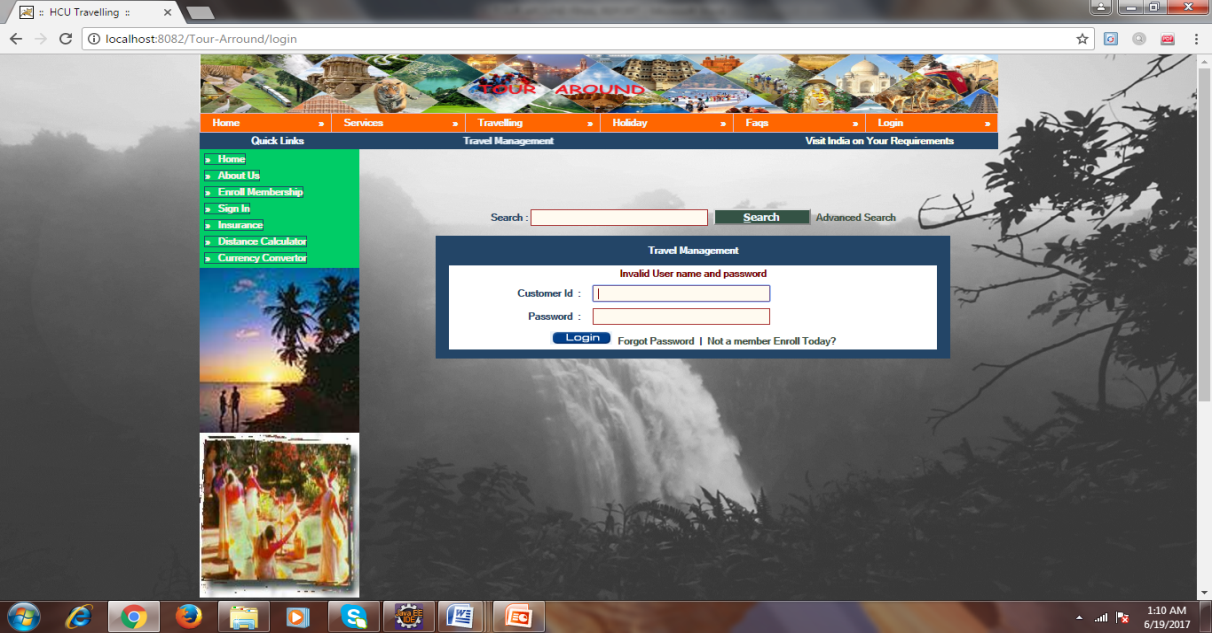 :: HCU Travelling ::
localhost:8082/Tour-Arround/login
TOUR AROUND
Home » Services » Travelling » Holiday » Faqs » Login »
Quick Links Travel Management Visit India on Your Requirements
» Home
» About Us
» Enroll Membership
» Sign In
» Insurance
» Distance Calculator
» Currency Convertor
Search : Search Advanced Search
Travel Management
Invalid User name and password
Customer Id :
Password :
Login Forgot Password | Not a member Enroll Today?
Java EE
IDE
1:10 AM
6/19/2017